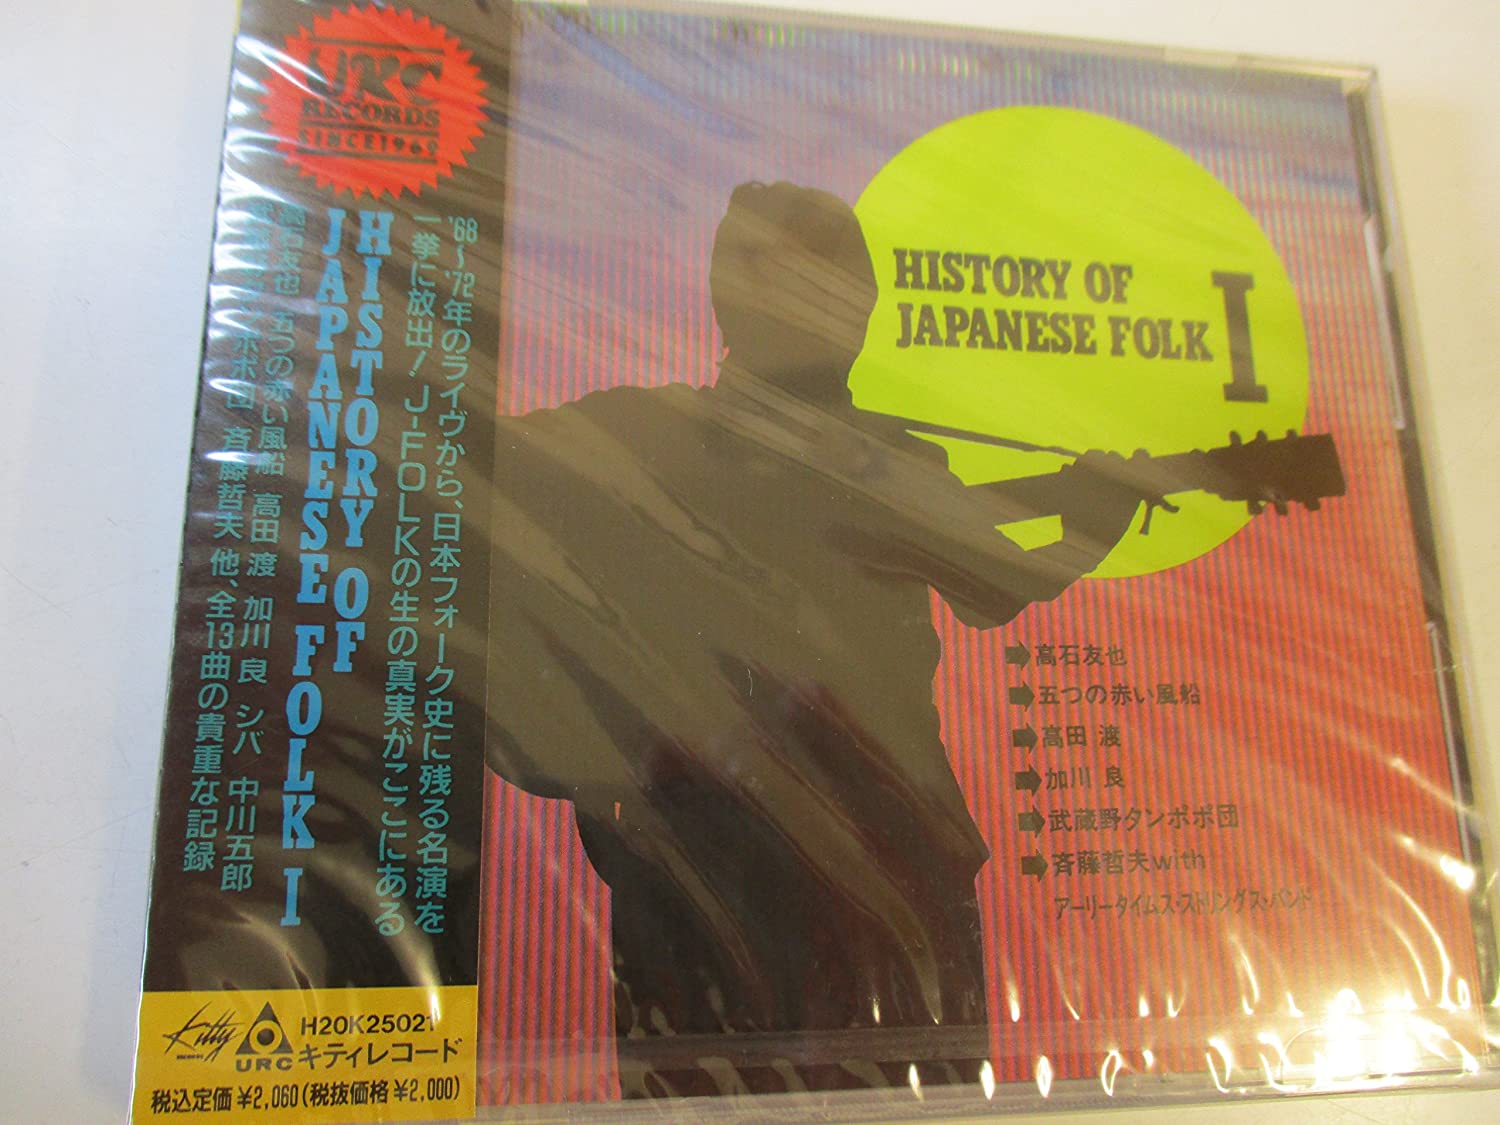 URC
RECORDS
SINCE1969
'68〜'72年のライヴから、日本フォーク史に残る名演を
一挙に放出! J-FOLKの生の真実がここにある
HISTORY OF
JAPANESE FOLK I
高石友也 五つの赤い風船 高田 渡 加川 良 シバ 中川五郎
ポポ団 斉藤哲夫 他、全13曲の貴重な記録
Kitty
URC
H20K25021
キティレコード
税込定価¥2,060(税抜価格¥2,000)
HISTORY OF
JAPANESE FOLK I
高石友也
五つの赤い風船
高田 渡
加川 良
武蔵野タンポポ団
斉藤哲夫with
アーリータイムス・ストリングス・バンド